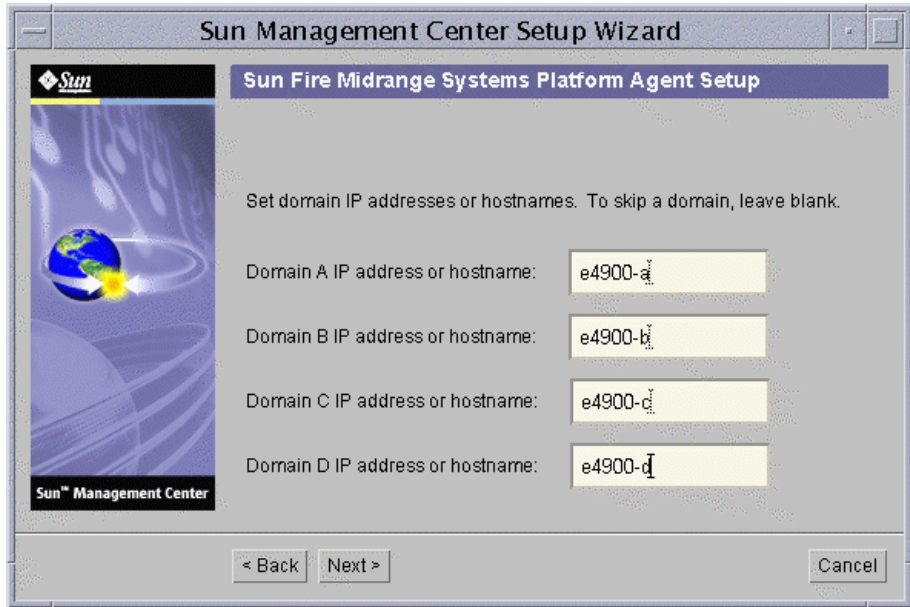 Sun Management Center Setup Wizard
Sun
Sun Fire Midrange Systems Platform Agent Setup
Set domain IP addresses or hostnames. To skip a domain, leave blank.
Domain A IP address or hostname: e4900-a
Domain B IP address or hostname: e4900-b
Domain C IP address or hostname: e4900-c
Domain D IP address or hostname: e4900-d
Sun™ Management Center
< Back Next > Cancel